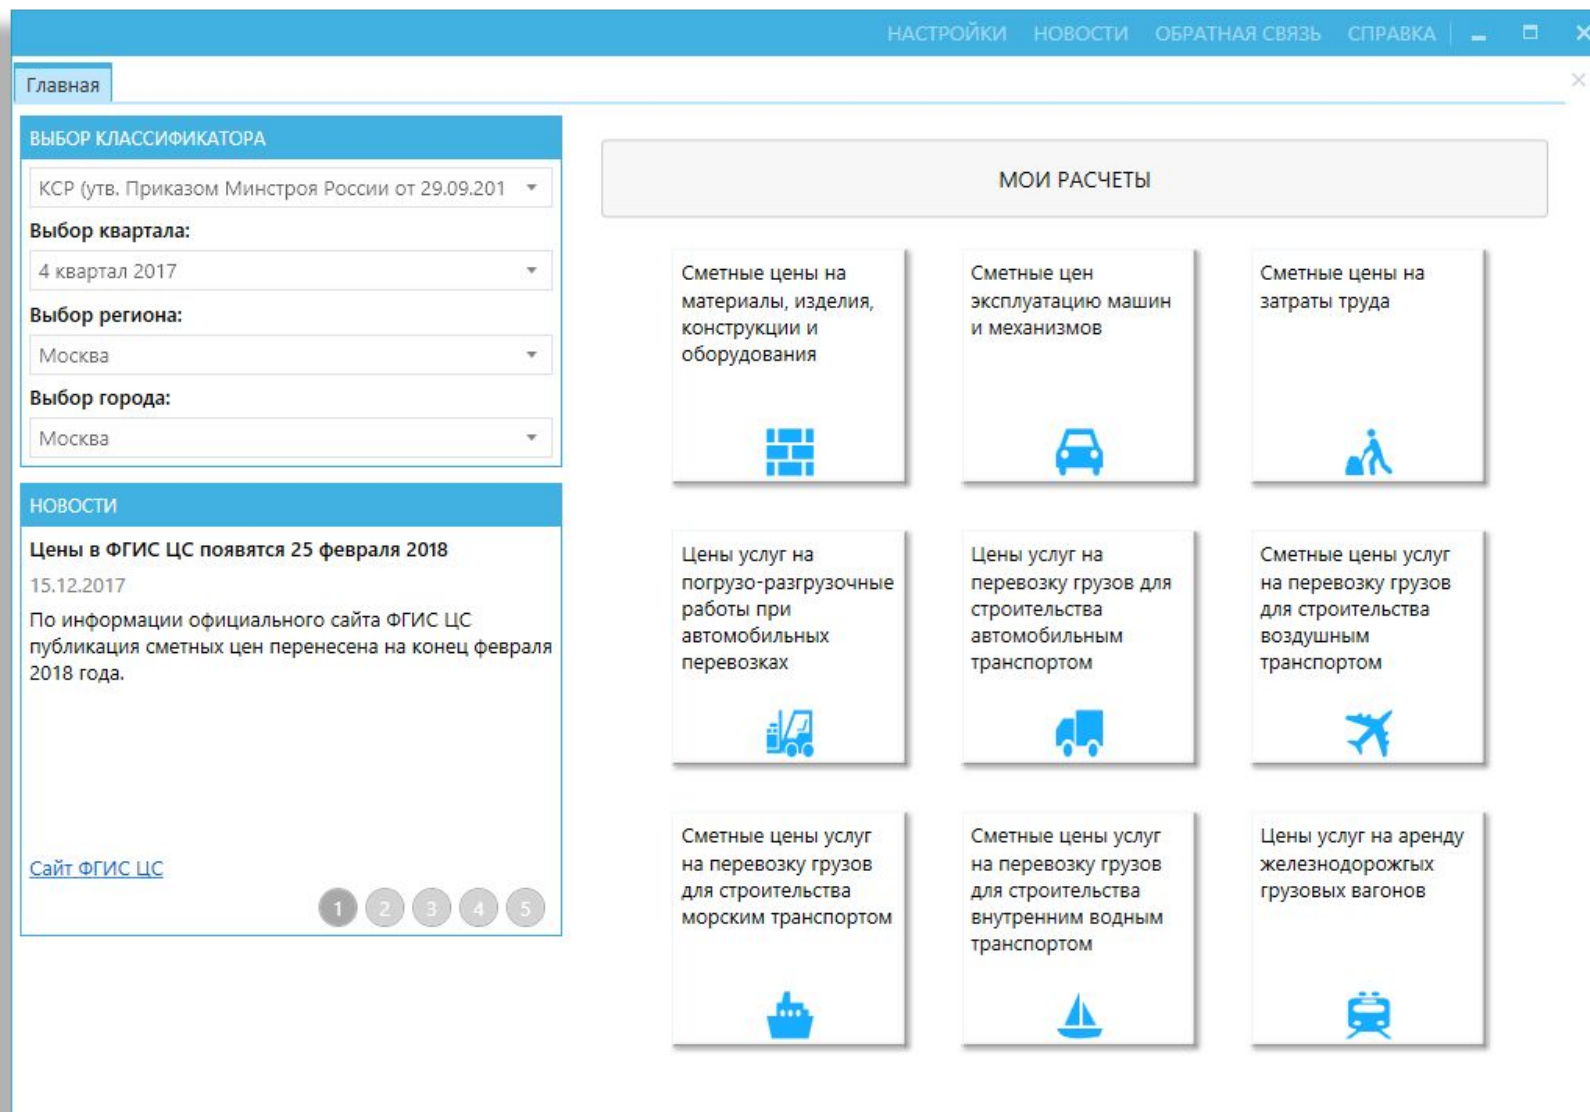 НАСТРОЙКИ НОВОСТИ ОБРАТНАЯ СВЯЗЬ СПРАВКА
Главная
ВЫБОР КЛАССИФИКАТОРА
КСР (утв. Приказом Минстроя России от 29.09.201
Выбор квартала:
4 квартал 2017
Выбор региона:
Москва
Выбор города:
Москва
НОВОСТИ
Цены в ФГИС ЦС появятся 25 февраля 2018
15.12.2017
По информации официального сайта ФГИС ЦС
публикация сметных цен перенесена на конец февраля
2018 года.
Сайт ФГИС ЦС
1 2 3 4 5
МОИ РАСЧЕТЫ
Сметные цены на
материалы, изделия,
конструкции и
оборудования
Сметные цен
эксплуатацию машин
и механизмов
Сметные цены на
затраты труда
Цены услуг на
погрузо-разгрузочные
работы при
автомобильных
перевозках
Цены услуг на
перевозку грузов для
строительства
автомобильным
транспортом
Сметные цены услуг
на перевозку грузов
для строительства
воздушным
транспортом
Сметные цены услуг
на перевозку грузов
для строительства
морским транспортом
Сметные цены услуг
на перевозку грузов
для строительства
внутренним водным
транспортом
Цены услуг на аренду
железнодорожгых
грузовых вагонов